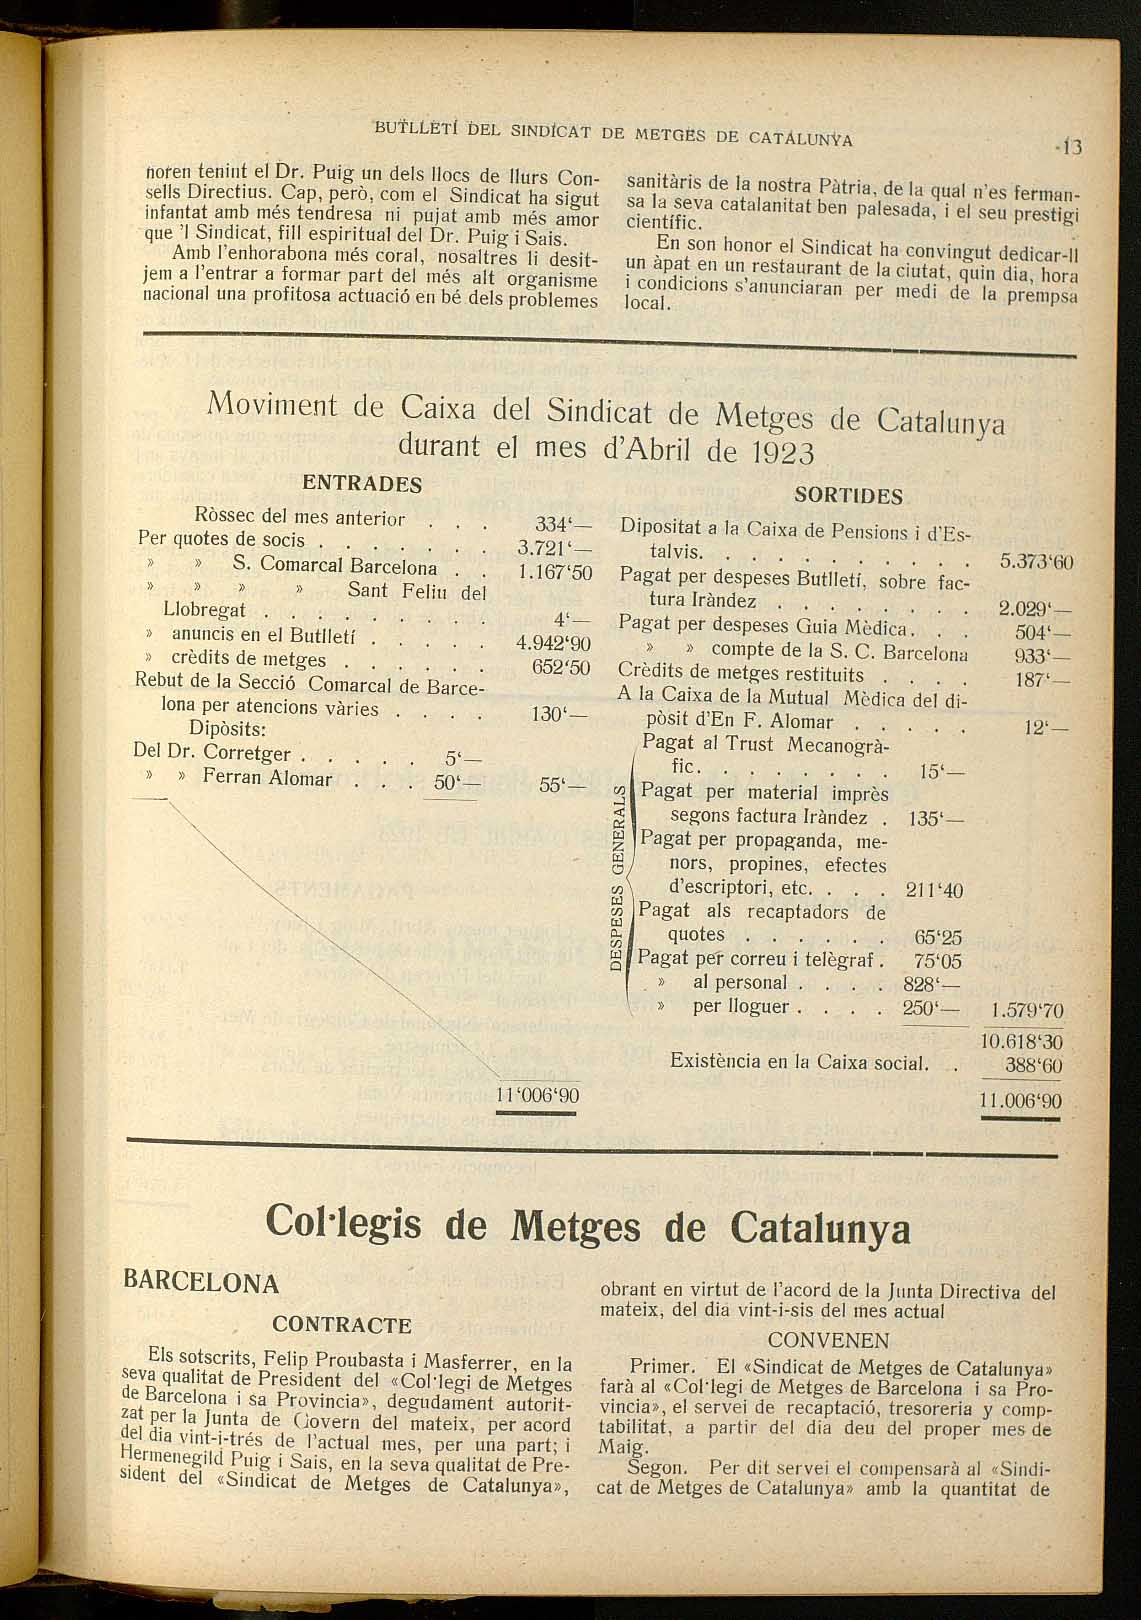 BUTLLETÍ DEL SINDICAT DE METGES DE CATALUNYA
13
noren tenint el Dr. Puig un dels llocs de llurs Con-
sells Directius. Cap, però, com el Sindicat ha sigut
infantat amb més tendresa ni pujat amb més amor
que 'l Sindicat, fill espiritual del Dr. Puig i Sais.
Amb l'enhorabona més coral, nosaltres li desit-
jem a l'entrar a formar part del més alt organisme
nacional una profitosa actuació en bé dels problemes
sanitàris de la nostra Pàtria, de la qual n'es ferman-
sa la seva catalanitat ben palesada, i el seu prestigi
científic.
En son honor el Sindicat ha convingut dedicar-ll
un àpat en un restaurant de la ciutat, quin dia, hora
i condicions s'anunciaran per medi de la prempsa
local.
Moviment de Caixa del Sindicat de Metges de Catalunya
durant el mes d'Abril de 1923
ENTRADES
Ròssec del mes anterior . . . 334'—
Per quotes de socis . . . . . . . 3.721'—
» » S. Comarcal Barcelona . . 1.167'50
» » » » Sant Feliu del
Llobregat . . . . . . . . . 4'—
» anuncis en el Butlletí . . . . . 4.942'90
» crèdits de metges . . . . . . 652'50
Rebut de la Secció Comarcal de Barce-
lona per atencions vàries . . . . 130'—
Dipòsits:
Del Dr. Corretger . . . . . 5'—
» » Ferran Alomar . . . 50'— 55'—
11'006'90
SORTIDES
Dipositat a la Caixa de Pensions i d'Es-
talvis. . . . . . . . . . . 5.373'60
Pagat per despeses Butlletí, sobre fac-
tura Iràndez . . . . . . . . 2.029'—
Pagat per despeses Guia Mèdica. . . 504'—
» » compte de la S. C. Barcelona 933'—
Crèdits de metges restituits . . . . 187'—
A la Caixa de la Mutual Mèdica del di-
pòsit d'En F. Alomar . . . . . 12'—
DESPESES GENERALS
Pagat al Trust Mecanogrà-
fic. . . . . . . . . 15'—
Pagat per material imprès
segons factura Iràndez . 135'—
Pagat per propaganda, me-
nors, propines, efectes
d'escriptori, etc. . . . 211'40
Pagat als recaptadors de
quotes . . . . . . 65'25
Pagat per correu i telègraf . 75'05
» al personal . . . . 828'—
» per lloguer . . . . 250'— 1.579'70
10.618'30
Existència en la Caixa social. . . 388'60
11.006'90
Col·legis de Metges de Catalunya
BARCELONA
CONTRACTE
Els sotscrits, Felip Proubasta i Masferrer, en la
seva qualitat de President del «Col·legi de Metges
de Barcelona i sa Provincia», degudament autorit-
zat per la Junta de Govern del mateix, per acord
del dia vint-i-trés de l'actual mes, per una part; i
Hermenegild Puig i Sais, en la seva qualitat de Pre-
sident del «Sindicat de Metges de Catalunya»,
obrant en virtut de l'acord de la Junta Directiva del
mateix, del dia vint-i-sis del mes actual
CONVENEN
Primer. El «Sindicat de Metges de Catalunya»
farà al «Col·legi de Metges de Barcelona i sa Pro-
vincia», el servei de recaptació, tresoreria y comp-
tabilitat, a partir del dia deu del proper mes de
Maig.
Segon. Per dit servei el compensarà al «Sindi-
cat de Metges de Catalunya» amb la quantitat de